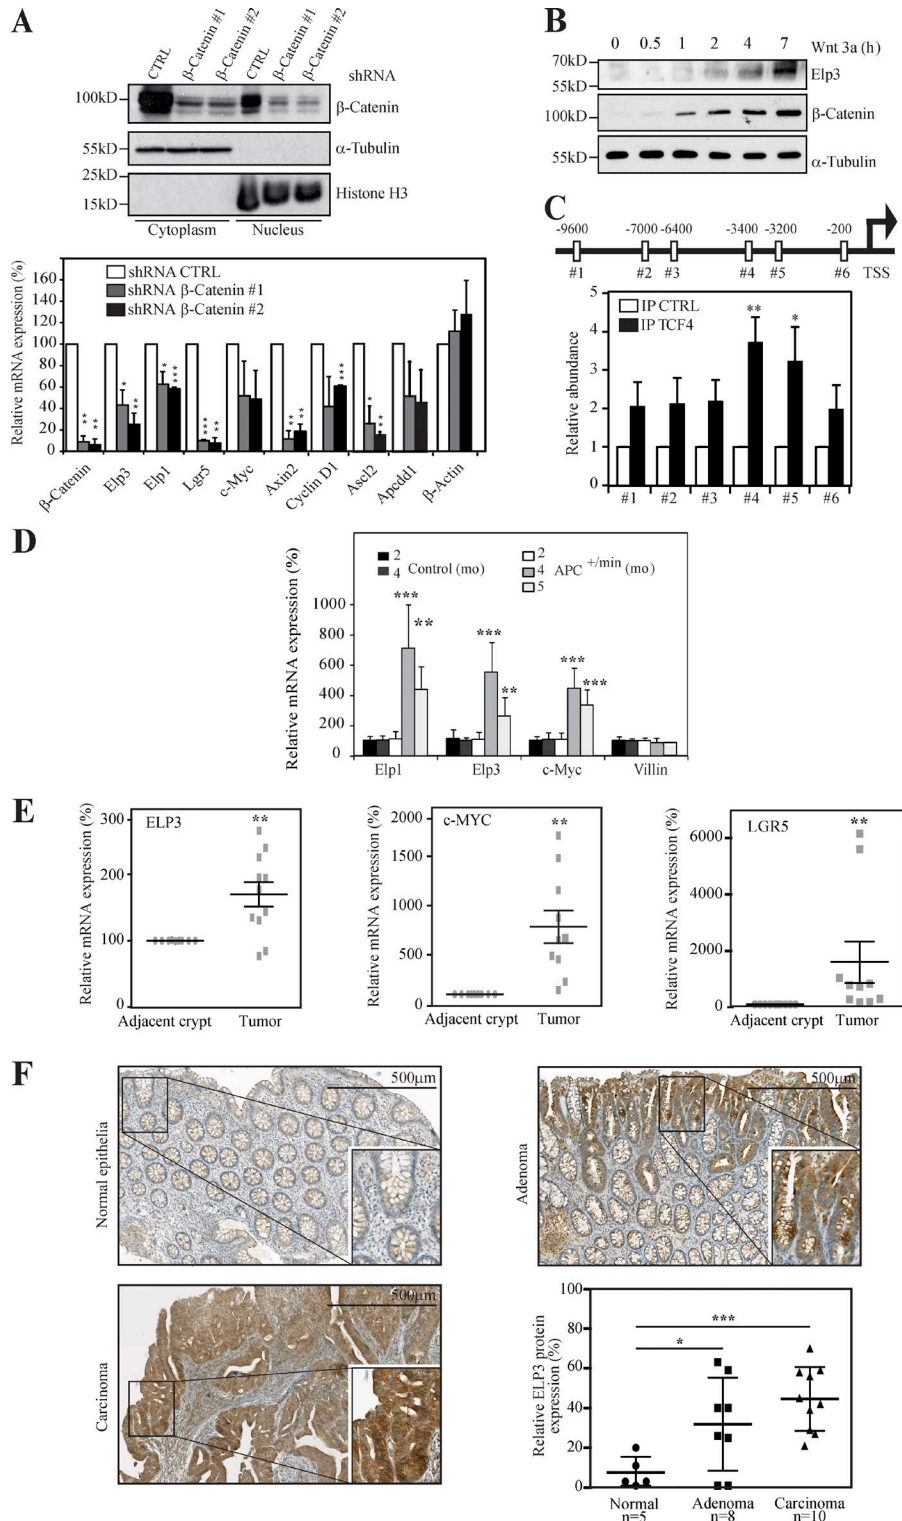 A
CTRL
β-Catenin #1
β-Catenin #2
CTRL
β-Catenin #1
β-Catenin #2
shRNA
100kD
β-Catenin
55kD
α-Tubulin
25kD
15kD
Histone H3
Cytoplasm
Nucleus
Relative mRNA expression (%)
160
140
120
100
80
60
40
20
0
shRNA CTRL
shRNA β-Catenin #1
shRNA β-Catenin #2
** ** * ** * *** *** ** ** ** *** * **
β-Catenin
Elp3
Elp1
Lgr5
c-Myc
Axin2
Cyclin D1
Ascl2
Apcdd1
β-Actin
B
0 0.5 1 2 4 7 Wnt 3a (h)
70kD
55kD
Elp3
100kD
β-Catenin
55kD
α-Tubulin
C
-9600 -7000 -6400 -3400 -3200 -200
#1 #2 #3 #4 #5 #6 TSS
Relative abundance
5
4
3
2
1
0
IP CTRL
IP TCF4
** *
#1 #2 #3 #4 #5 #6
D
Relative mRNA expression (%)
1000
800
600
400
200
0
2
4
Control (mo)
2
4
5
APC +/min (mo)
*** ** *** ** *** ***
Elp1 Elp3 c-Myc Villin
E
Relative mRNA expression (%)
300
200
100
0
ELP3
**
Adjacent crypt Tumor
Relative mRNA expression (%)
2000
1500
1000
500
0
c-MYC
**
Adjacent crypt Tumor
Relative mRNA expression (%)
6000
4000
2000
0
LGR5
**
Adjacent crypt Tumor
F
Normal epithelia
500μm
Adenoma
500μm
Carcinoma
500μm
Relative ELP3 protein
expression (%)
100
80
60
40
20
0
***
*
Normal Adenoma Carcinoma
n=5 n=8 n=10